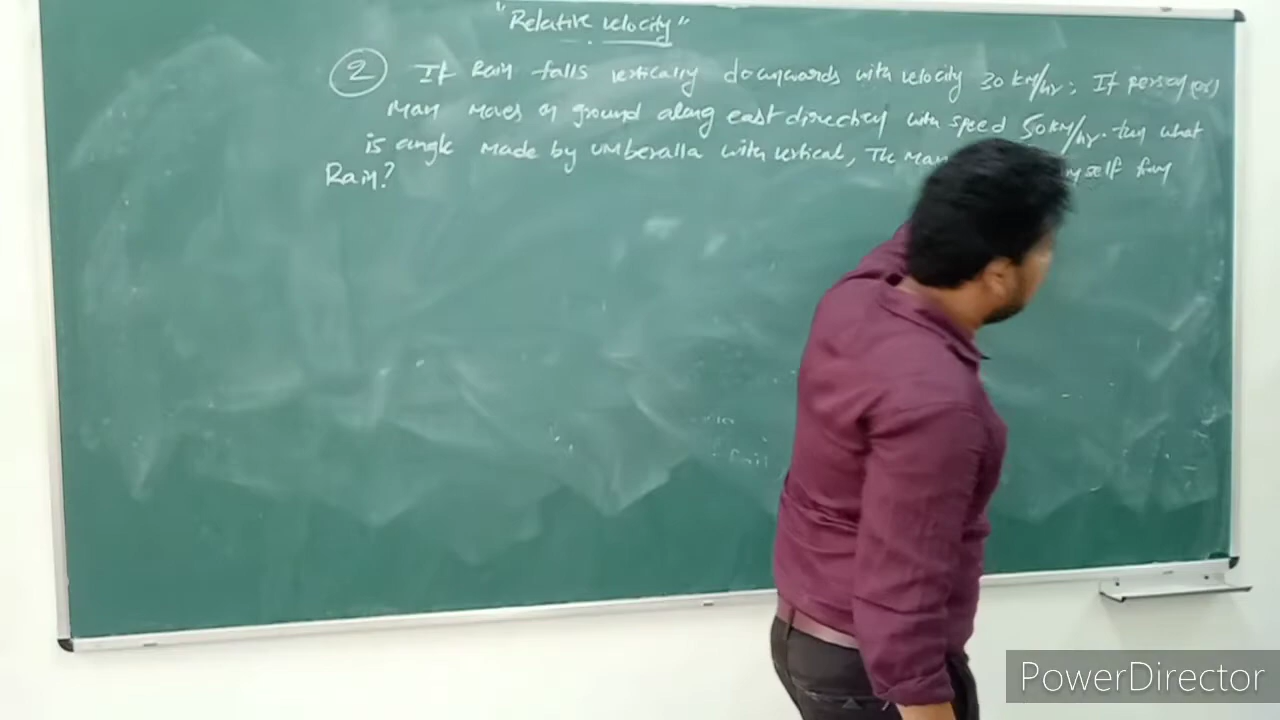 "Relative velocity"
2 If Rain falls vertically downwards with velocity 30 KM/hr; If person (or)
Man moves on ground along east direction with speed 50 KM/hr. then what
is angle made by umberalla with vertical, The man myself from
Rain?
PowerDirector